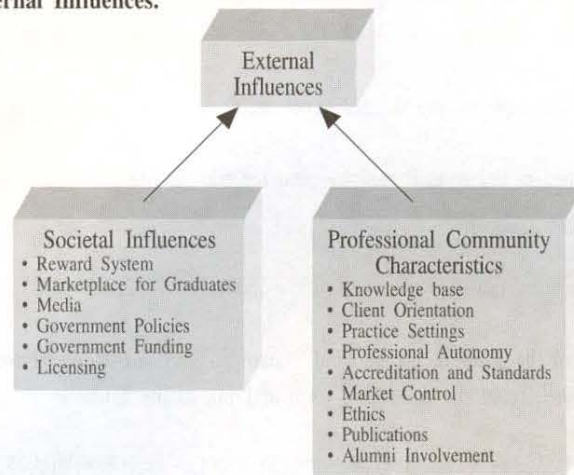 ernal Influences.
External
Influences
Societal Influences
• Reward System
• Marketplace for Graduates
• Media
• Government Policies
• Government Funding
• Licensing
Professional Community
Characteristics
• Knowledge base
• Client Orientation
• Practice Settings
• Professional Autonomy
• Accreditation and Standards
• Market Control
• Ethics
• Publications
• Alumni Involvement